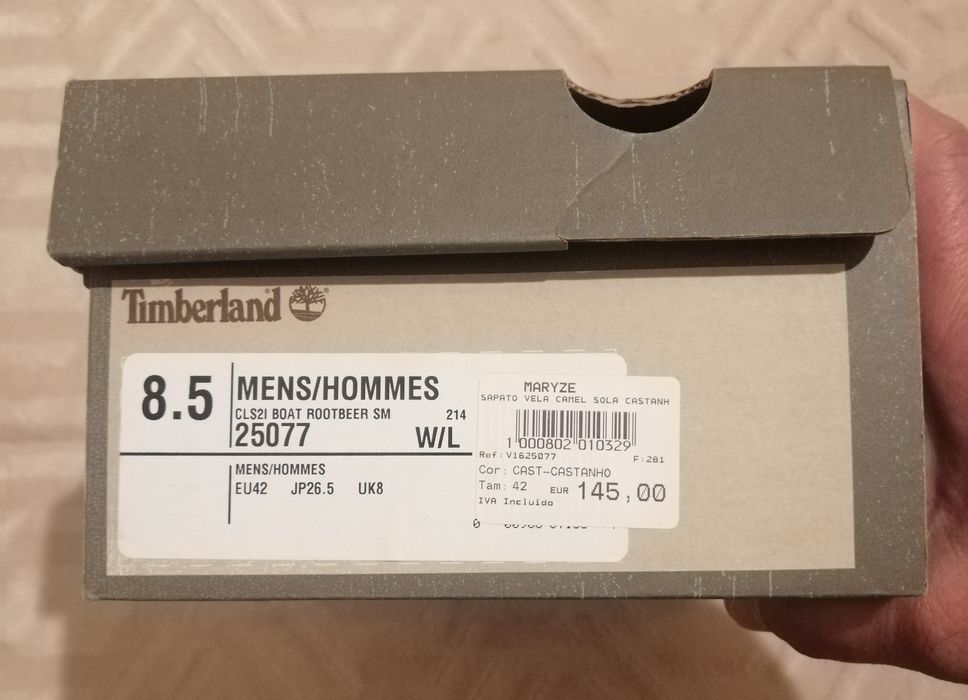 Timberland
8.5
MENS/HOMMES
CLS2I BOAT ROOTBEER SM 214
25077 W/L
MENS/HOMMES
EU42 JP26.5 UK8
MARYZE
SAPATO VELA CAMEL SOLA CASTANH
1 000802 010329
Ref: V1625077 F:281
Cor: CAST-CASTANHO
Tam: 42 EUR 145,00
IVA Incluido
0